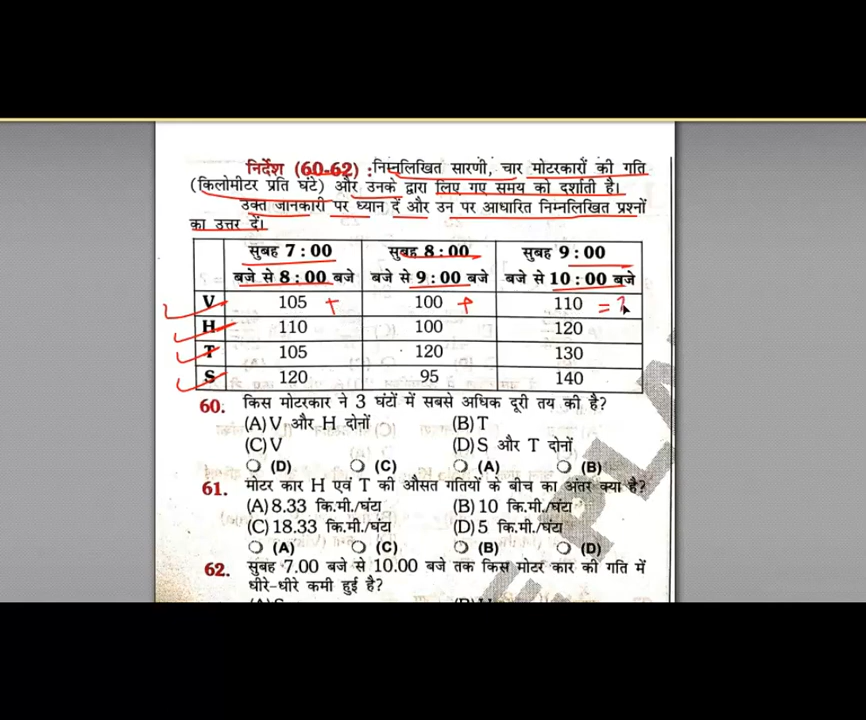 निर्देश (60-62) : निम्नलिखित सारणी, चार मोटरकारों की गति
(किलोमीटर प्रति घंटे) और उनके द्वारा लिए गए समय को दर्शाती है।
उक्त जानकारी पर ध्यान दें और उन पर आधारित निम्नलिखित प्रश्नों
का उत्तर दें।
सुबह 7 : 00 सुबह 8 : 00 सुबह 9 : 00
बजे से 8 : 00 बजे बजे से 9 : 00 बजे बजे से 10 : 00 बजे
V 105 + 100 + 110 = ?
H 110 100 120
T 105 120 130
S 120 95 140
60. किस मोटरकार ने 3 घंटों में सबसे अधिक दूरी तय की है?
(A) V और H दोनों (B) T
(C) V (D) S और T दोनों
(D) (C) (A) (B)
61. मोटर कार H एवं T की औसत गतियों के बीच का अंतर क्या है?
(A) 8.33 कि.मी./घंटा (B) 10 कि.मी./घंटा
(C) 18.33 कि.मी./घंटा (D) 5 कि.मी./घंटा
(A) (C) (B) (D)
62. सुबह 7.00 बजे से 10.00 बजे तक किस मोटर कार की गति में
धीरे-धीरे कमी हुई है?